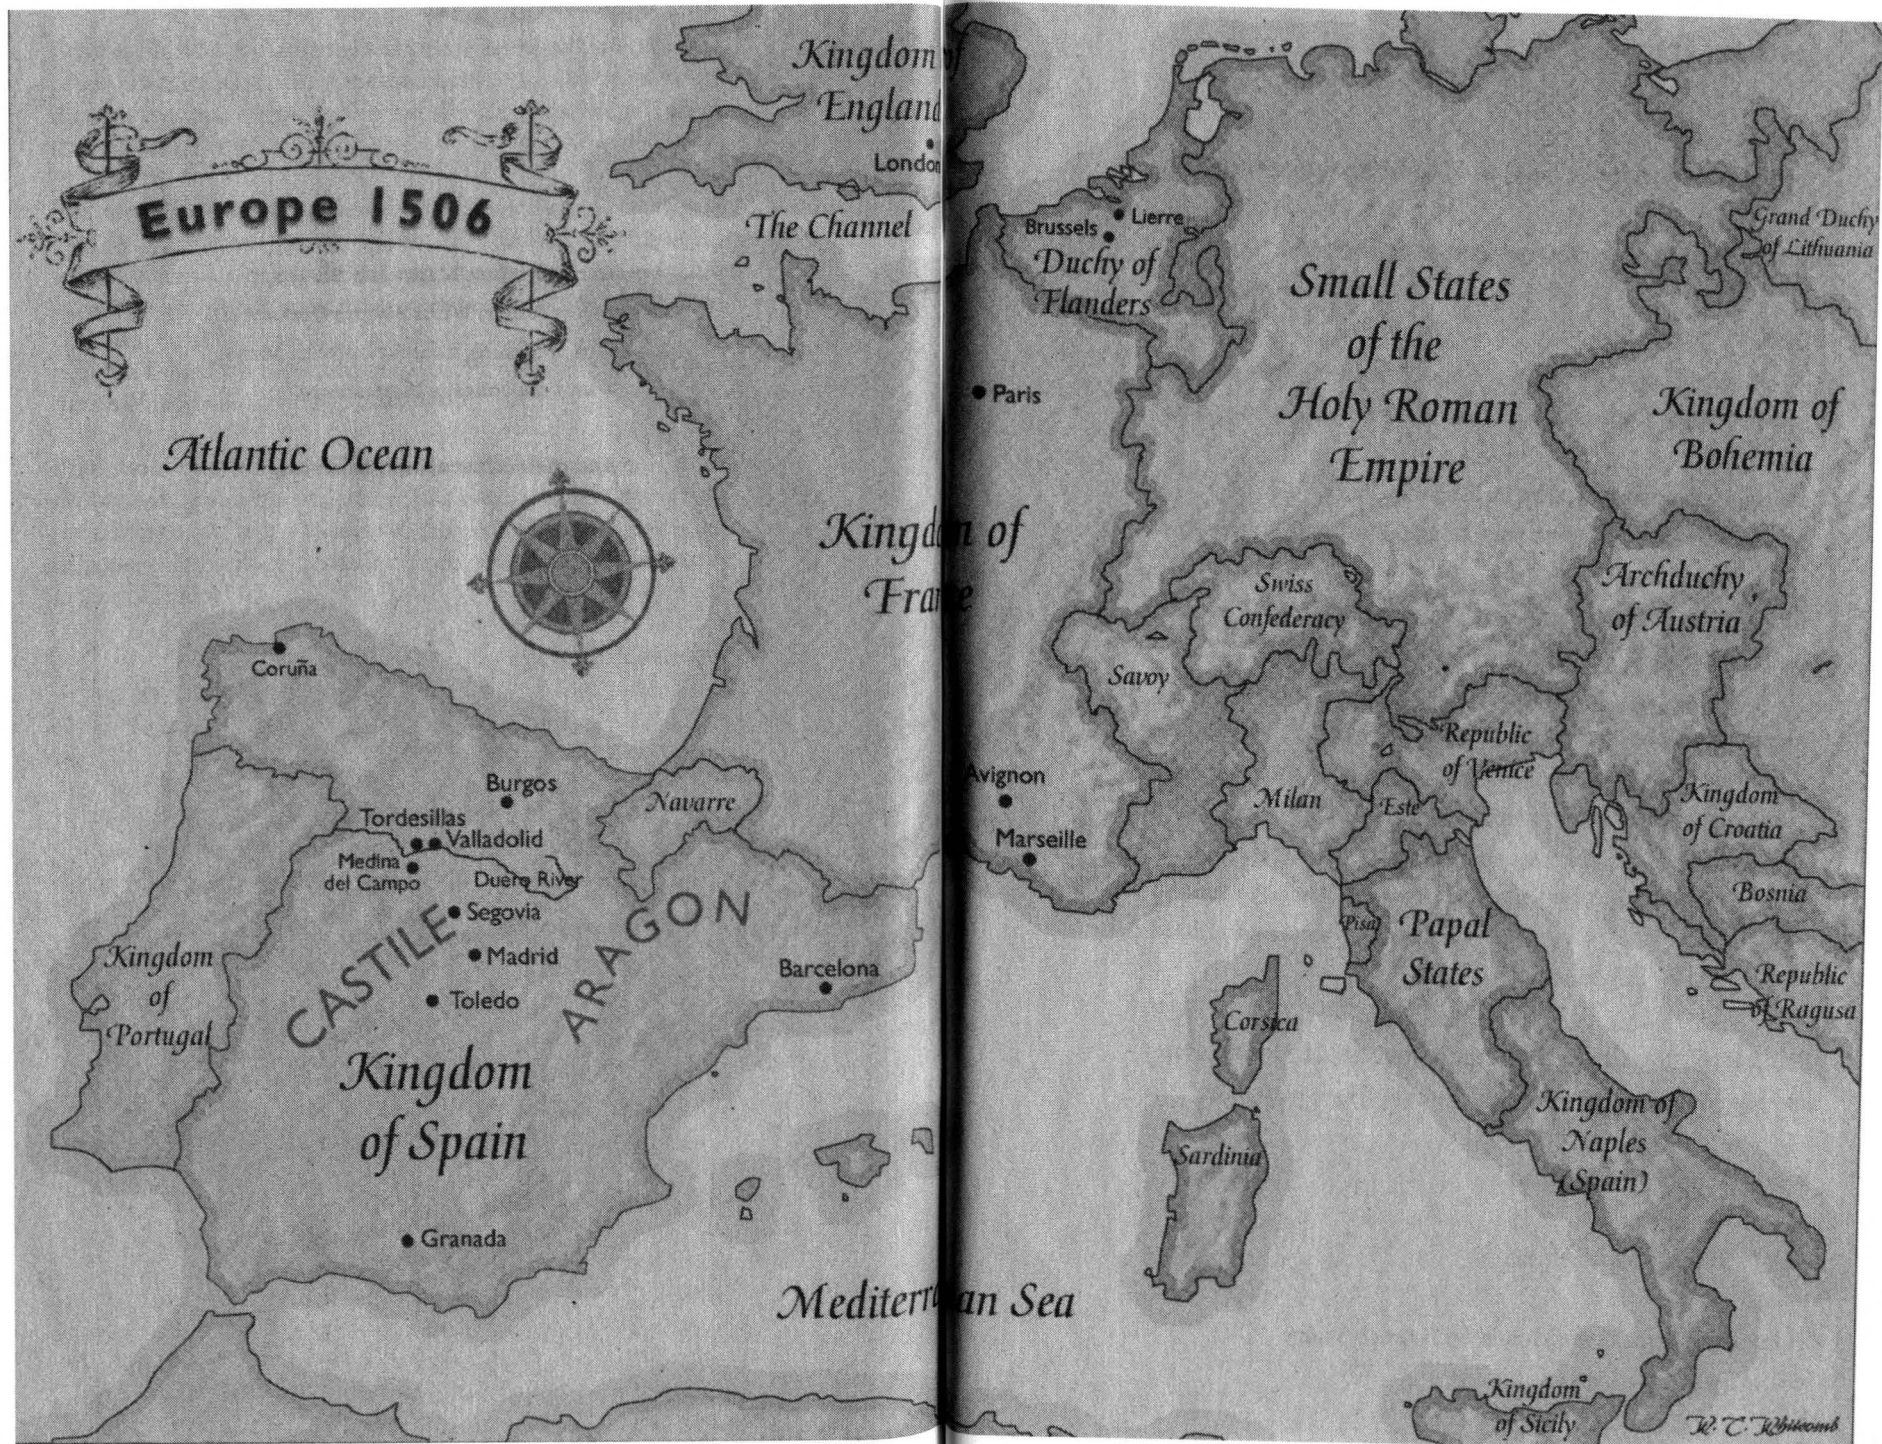 Europe 1506
Kingdom of
England
London
The Channel
Atlantic Ocean
Brussels
Lierre
Duchy of
Flanders
Paris
Kingdom of
France
Small States
of the
Holy Roman
Empire
Grand Duchy
of Lithuania
Kingdom of
Bohemia
Archduchy
of Austria
Swiss
Confederacy
Savoy
Republic
of Venice
Milan
Este
Avignon
Marseille
Kingdom
of Croatia
Bosnia
Republic
of Ragusa
Pisa
Papal
States
Corsica
Sardinia
Kingdom of
Naples
(Spain)
Kingdom
of Sicily
Coruña
Burgos
Navarre
Tordesillas
Valladolid
Medina
del Campo
Duero River
Segovia
CASTILE
ARAGON
Madrid
Toledo
Barcelona
Kingdom
of
Portugal
Kingdom
of Spain
Granada
Mediterranean Sea
W. T. Whitcomb